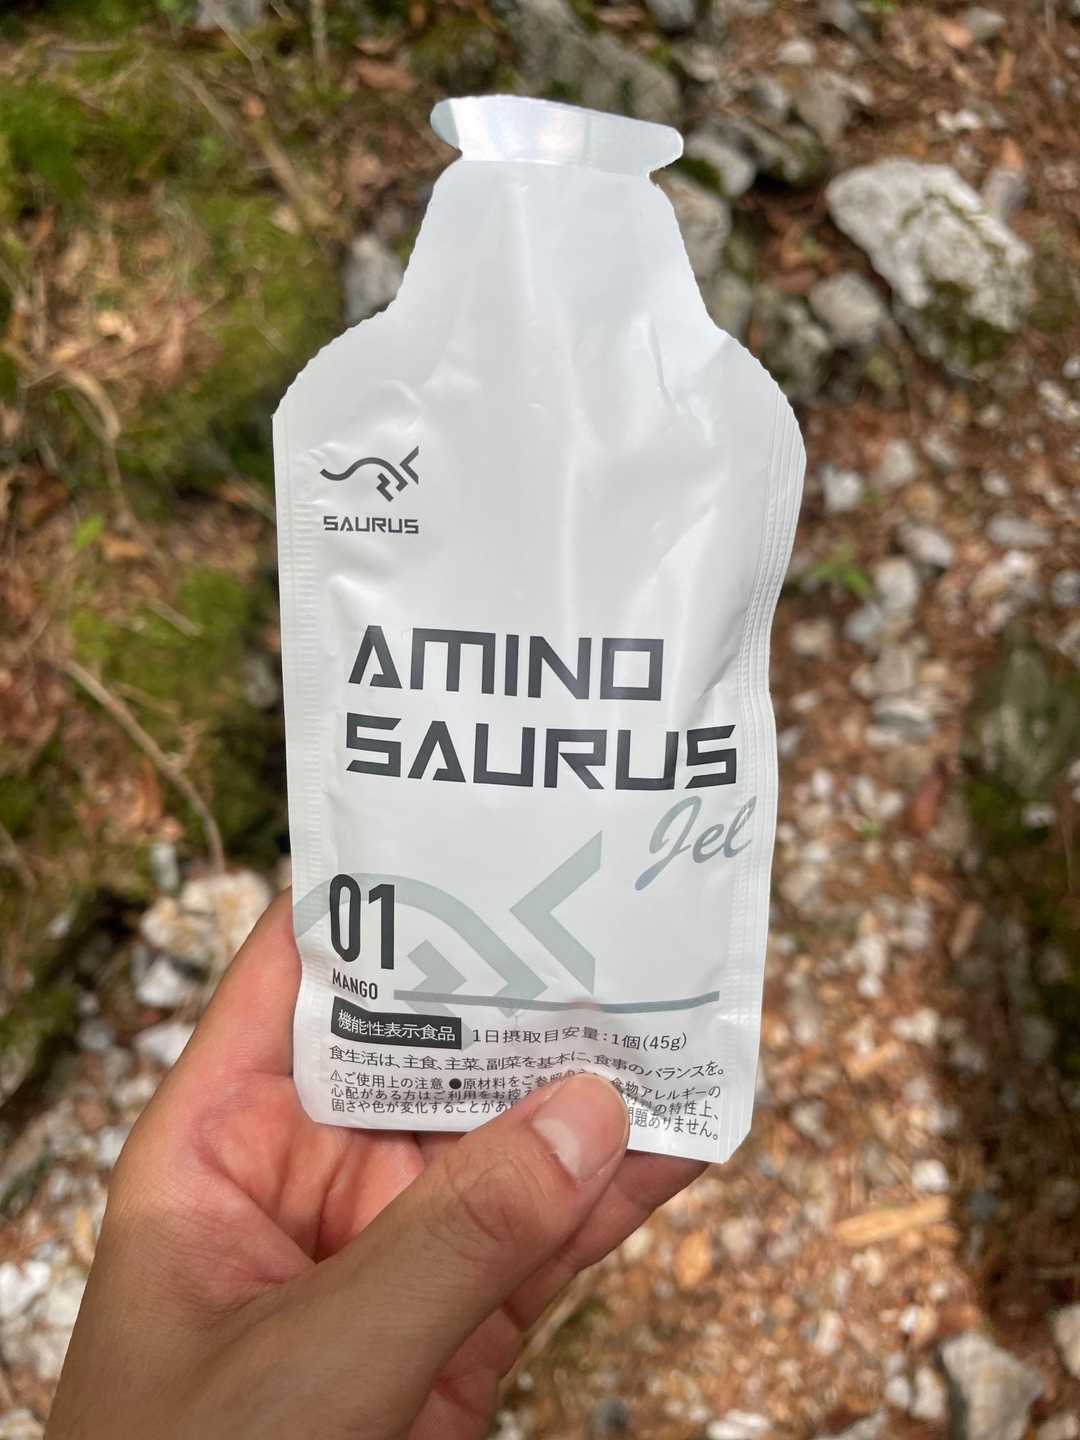 SAURUS
AMINO
SAURUS
Jel
01
MANGO
機能性表示食品 1日摂取目安量:1個(45g)
食生活は、主食、主菜、副菜を基本に、食事のバランスを。
⚠ご使用上の注意 ●原材料をご参照の 食物アレルギーの
心配がある方はご利用をお控え の特性上、
固さや色が変化することがあ 問題ありません。